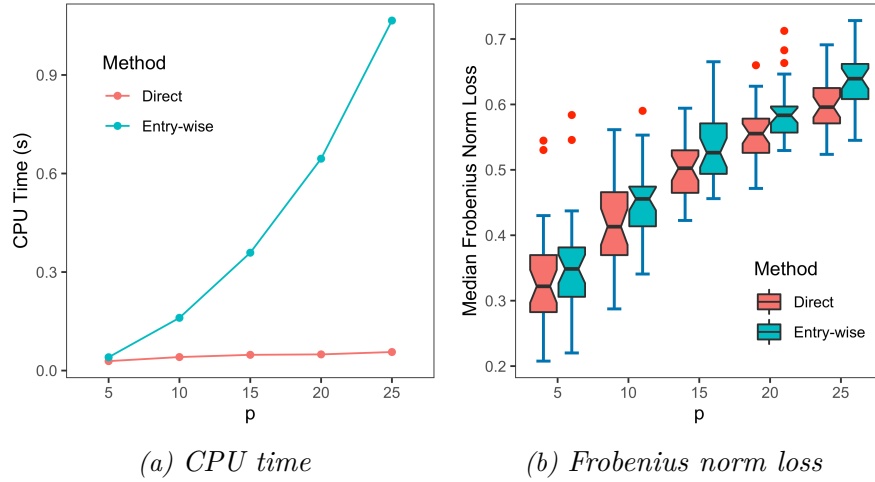 0.9
0.6
0.3
0.0
CPU Time (s)
Method
Direct
Entry-wise
5 10 15 20 25
p
(a) CPU time
0.7
0.6
0.5
0.4
0.3
0.2
Median Frobenius Norm Loss
Method
Direct
Entry-wise
5 10 15 20 25
p
(b) Frobenius norm loss